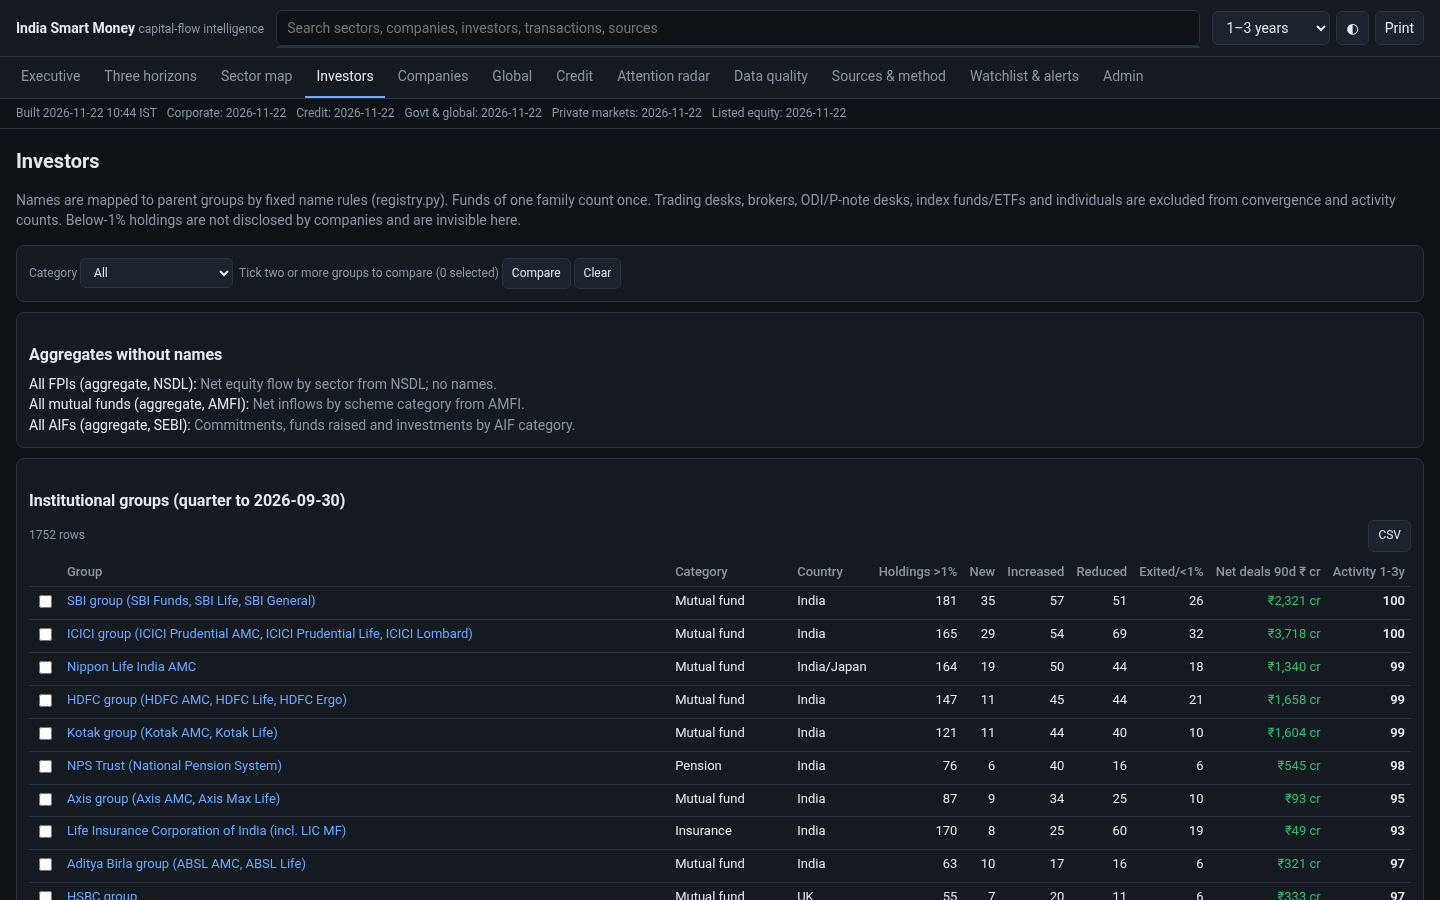 India Smart Money capital-flow intelligence
Search sectors, companies, investors, transactions, sources
1–3 years
Print
Executive Three horizons Sector map Investors Companies Global Credit Attention radar Data quality Sources & method Watchlist & alerts Admin
Built 2026-11-22 10:44 IST Corporate: 2026-11-22 Credit: 2026-11-22 Govt & global: 2026-11-22 Private markets: 2026-11-22 Listed equity: 2026-11-22
Investors
Names are mapped to parent groups by fixed name rules (registry.py). Funds of one family count once. Trading desks, brokers, ODI/P-note desks, index funds/ETFs and individuals are excluded from convergence and activity
counts. Below-1% holdings are not disclosed by companies and are invisible here.
Category All Tick two or more groups to compare (0 selected) Compare Clear
Aggregates without names
All FPIs (aggregate, NSDL): Net equity flow by sector from NSDL; no names.
All mutual funds (aggregate, AMFI): Net inflows by scheme category from AMFI.
All AIFs (aggregate, SEBI): Commitments, funds raised and investments by AIF category.
Institutional groups (quarter to 2026-09-30)
1752 rows CSV
Group Category Country Holdings >1% New Increased Reduced Exited/<1% Net deals 90d ₹ cr Activity 1-3y
SBI group (SBI Funds, SBI Life, SBI General) Mutual fund India 181 35 57 51 26 ₹2,321 cr 100
ICICI group (ICICI Prudential AMC, ICICI Prudential Life, ICICI Lombard) Mutual fund India 165 29 54 69 32 ₹3,718 cr 100
Nippon Life India AMC Mutual fund India/Japan 164 19 50 44 18 ₹1,340 cr 99
HDFC group (HDFC AMC, HDFC Life, HDFC Ergo) Mutual fund India 147 11 45 44 21 ₹1,658 cr 99
Kotak group (Kotak AMC, Kotak Life) Mutual fund India 121 11 44 40 10 ₹1,604 cr 99
NPS Trust (National Pension System) Pension India 76 6 40 16 6 ₹545 cr 98
Axis group (Axis AMC, Axis Max Life) Mutual fund India 87 9 34 25 10 ₹93 cr 95
Life Insurance Corporation of India (incl. LIC MF) Insurance India 170 8 25 60 19 ₹49 cr 93
Aditya Birla group (ABSL AMC, ABSL Life) Mutual fund India 63 10 17 16 6 ₹321 cr 97
HSBC group Mutual fund UK 55 7 20 11 6 ₹333 cr 97